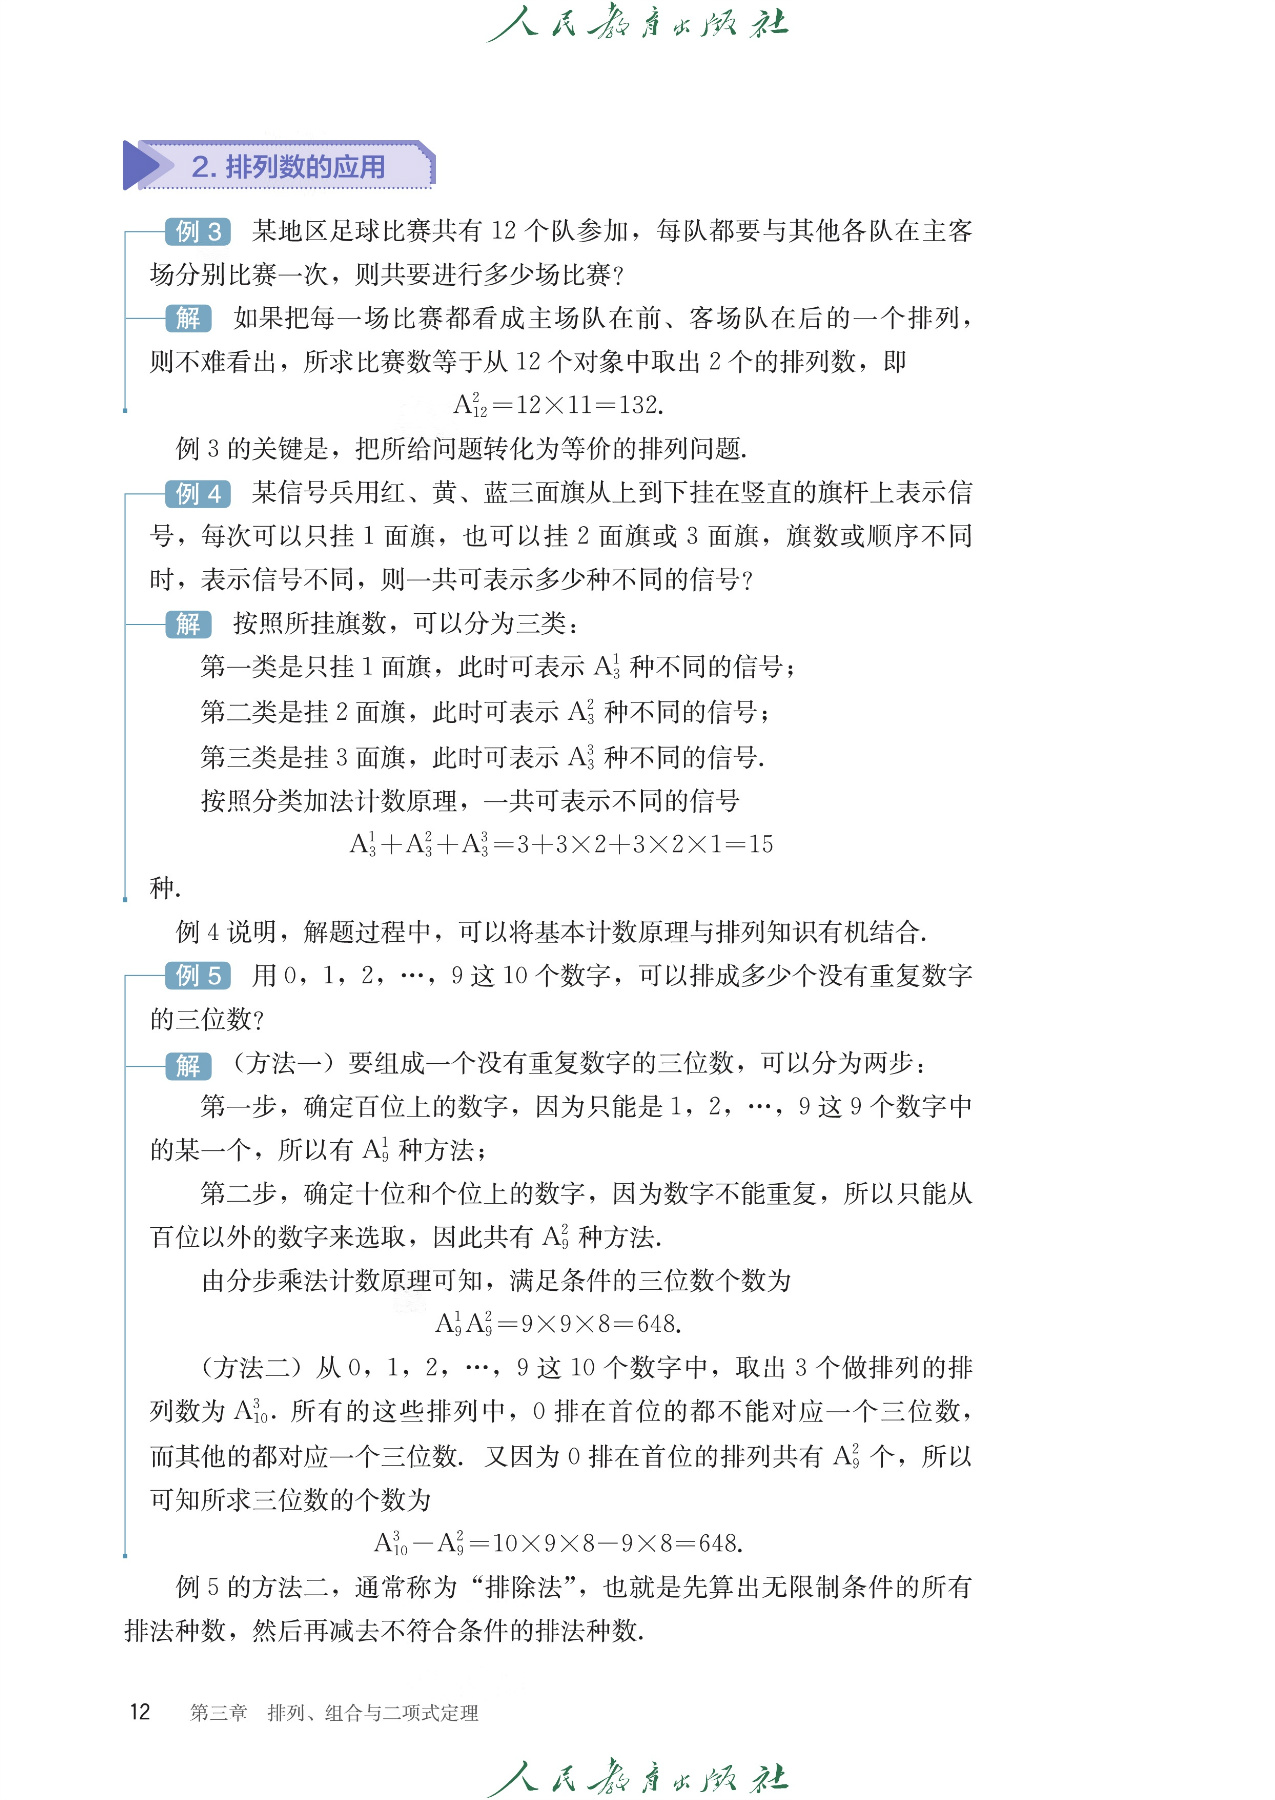 人民教育出版社
2. 排列数的应用
例 3 某地区足球比赛共有 12 个队参加，每队都要与其他各队在主客
场分别比赛一次，则共要进行多少场比赛？
解 如果把每一场比赛都看成主场队在前、客场队在后的一个排列，
则不难看出，所求比赛数等于从 12 个对象中取出 2 个的排列数，即
$A_{12}^{2}=12×11=132.$
例 3 的关键是，把所给问题转化为等价的排列问题.
例 4 某信号兵用红、黄、蓝三面旗从上到下挂在竖直的旗杆上表示信
号，每次可以只挂 1 面旗，也可以挂 2 面旗或 3 面旗，旗数或顺序不同
时，表示信号不同，则一共可表示多少种不同的信号？
解 按照所挂旗数，可以分为三类：
第一类是只挂 1 面旗，此时可表示 $A_{3}^{1}$ 种不同的信号；
第二类是挂 2 面旗，此时可表示 $A_{3}^{2}$ 种不同的信号；
第三类是挂 3 面旗，此时可表示 $A_{3}^{3}$ 种不同的信号.
按照分类加法计数原理，一共可表示不同的信号
$A_{3}^{1}+A_{3}^{2}+A_{3}^{3}=3+3×2+3×2×1=15$
种.
例 4 说明，解题过程中，可以将基本计数原理与排列知识有机结合.
例 5 用 0，1，2，…，9 这 10 个数字，可以排成多少个没有重复数字
的三位数？
解 （方法一）要组成一个没有重复数字的三位数，可以分为两步：
第一步，确定百位上的数字，因为只能是 1，2，…，9 这 9 个数字中
的某一个，所以有 $A_{9}^{1}$ 种方法；
第二步，确定十位和个位上的数字，因为数字不能重复，所以只能从
百位以外的数字来选取，因此共有 $A_{9}^{2}$ 种方法.
由分步乘法计数原理可知，满足条件的三位数个数为
$A_{9}^{1}A_{9}^{2}=9×9×8=648.$
（方法二）从 0，1，2，…，9 这 10 个数字中，取出 3 个做排列的排
列数为 $A_{10}^{3}$. 所有的这些排列中，0 排在首位的都不能对应一个三位数，
而其他的都对应一个三位数. 又因为 0 排在首位的排列共有 $A_{9}^{2}$ 个，所以
可知所求三位数的个数为
$A_{10}^{3}-A_{9}^{2}=10×9×8-9×8=648.$
例 5 的方法二，通常称为“排除法”，也就是先算出无限制条件的所有
排法种数，然后再减去不符合条件的排法种数.
12 第三章 排列、组合与二项式定理
人民教育出版社